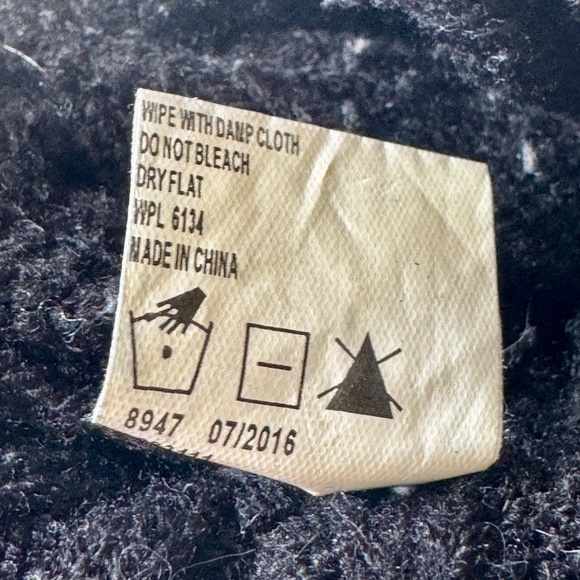 WIPE WITH DAMP CLOTH
DO NOT BLEACH
DRY FLAT
WPL 6134
MADE IN CHINA
8947 07/2016